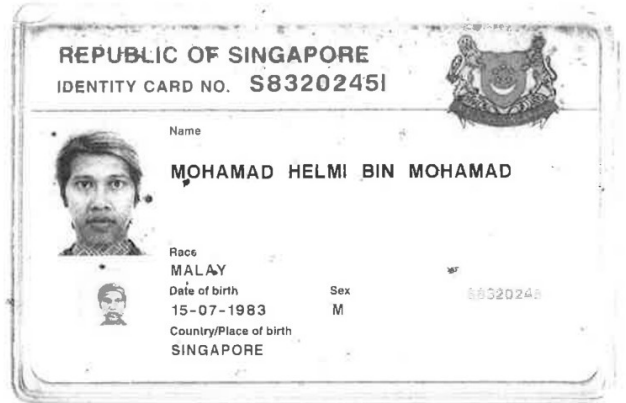 REPUBLIC OF SINGAPORE
IDENTITY CARD NO. S8320245I
Name
MOHAMAD HELMI BIN MOHAMAD
Race
MALAY
Date of birth Sex
15-07-1983 M
Country/Place of birth
SINGAPORE